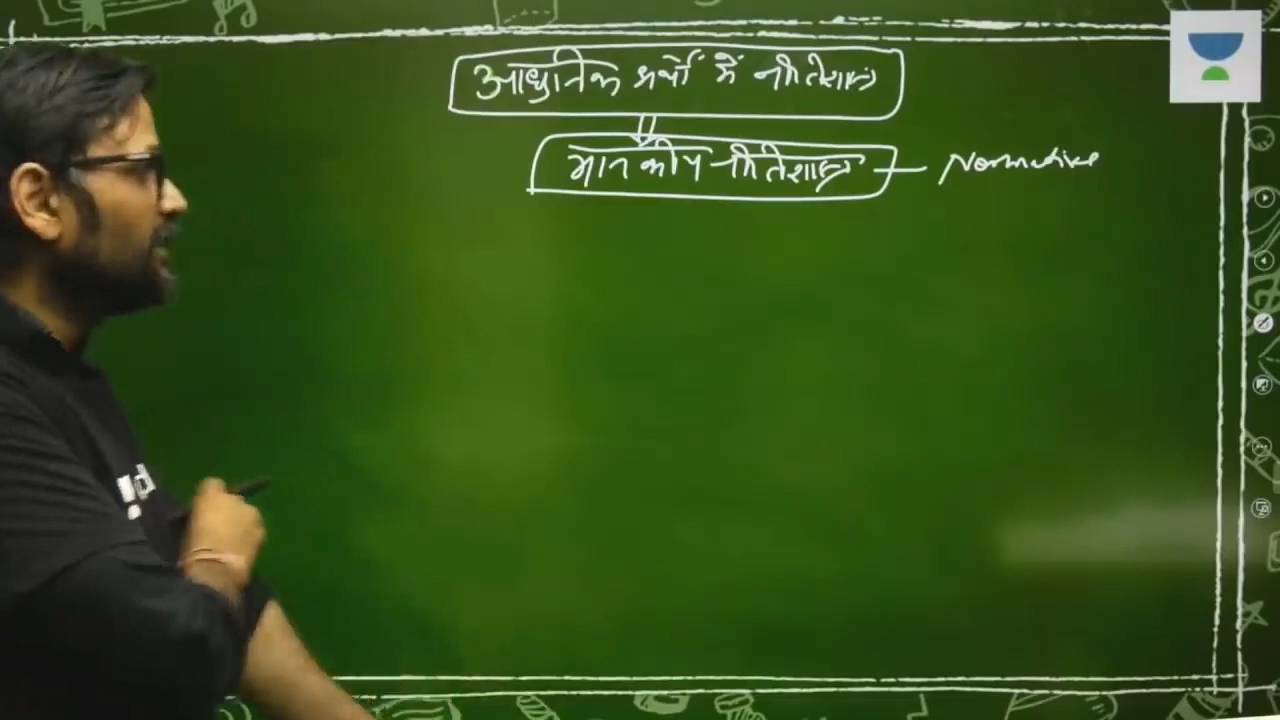 आधुनिक अर्थों में नीतिशास्त्र
मानकीय नीतिशास्त्र — Normative